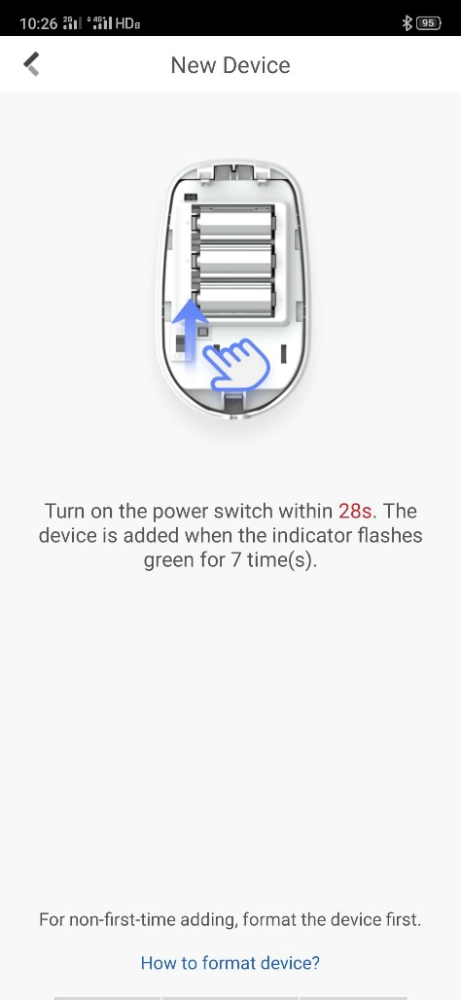 10:26 2G 4G HD 95
New Device
Turn on the power switch within 28s. The
device is added when the indicator flashes
green for 7 time(s).
For non-first-time adding, format the device first.
How to format device?